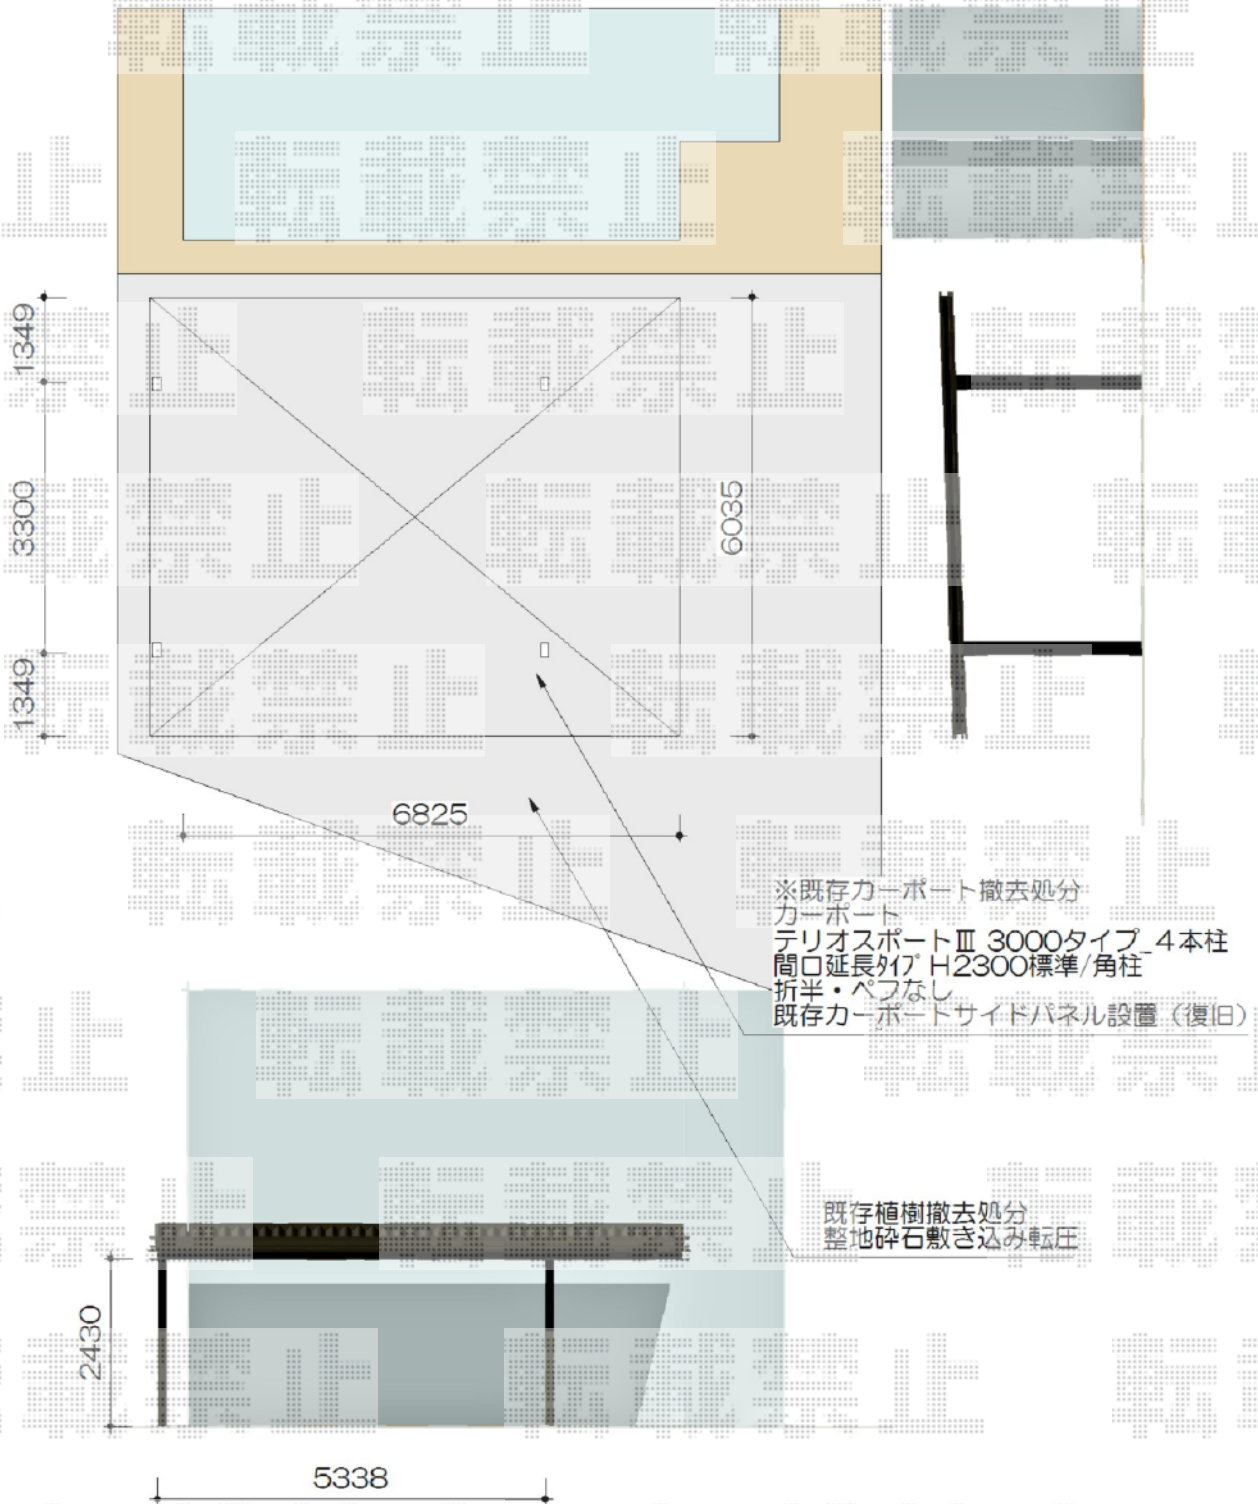 転載禁止
1349
3300
1349
6035
6825
※既存カーポート撤去処分
カーポート
テリオスポートⅢ 3000タイプ_4本柱
間口延長ﾀｲﾌﾟ H2300標準/角柱
折半・ペフなし
既存カーポートサイドパネル設置（復旧）
既存植樹撤去処分
整地砕石敷き込み転圧
2430
5338